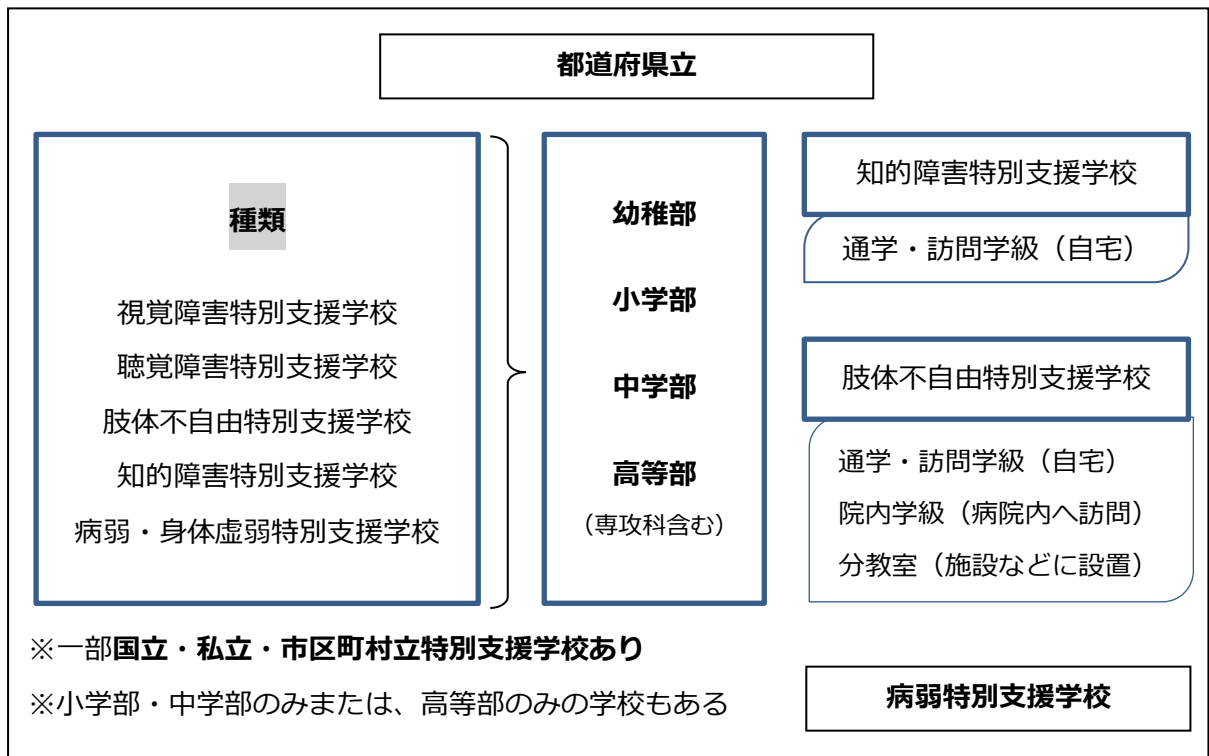 都道府県立
種類
視覚障害特別支援学校
聴覚障害特別支援学校
肢体不自由特別支援学校
知的障害特別支援学校
病弱・身体虚弱特別支援学校
幼稚部
小学部
中学部
高等部
（専攻科含む）
知的障害特別支援学校
通学・訪問学級（自宅）
肢体不自由特別支援学校
通学・訪問学級（自宅）
院内学級（病院内へ訪問）
分教室（施設などに設置）
※一部国立・私立・市区町村立特別支援学校あり
※小学部・中学部のみまたは、高等部のみの学校もある
病弱特別支援学校